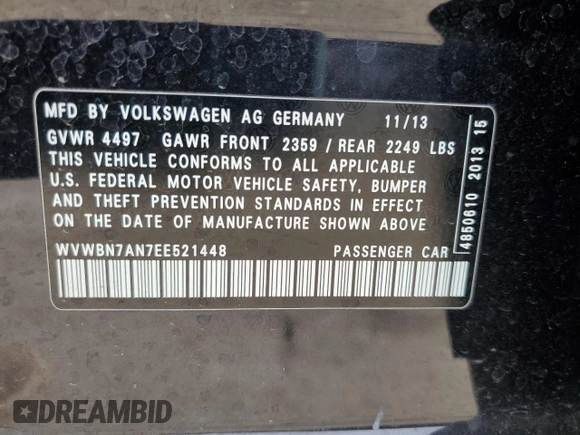 MFD BY VOLKSWAGEN AG GERMANY 11/13
GVWR 4497 GAWR FRONT 2359 / REAR 2249 LBS
THIS VEHICLE CONFORMS TO ALL APPLICABLE
U.S. FEDERAL MOTOR VEHICLE SAFETY, BUMPER
AND THEFT PREVENTION STANDARDS IN EFFECT
ON THE DATE OF MANUFACTURE SHOWN ABOVE
WVWBN7AN7EE521448 PASSENGER CAR
4850610 2013 15
DREAMBID